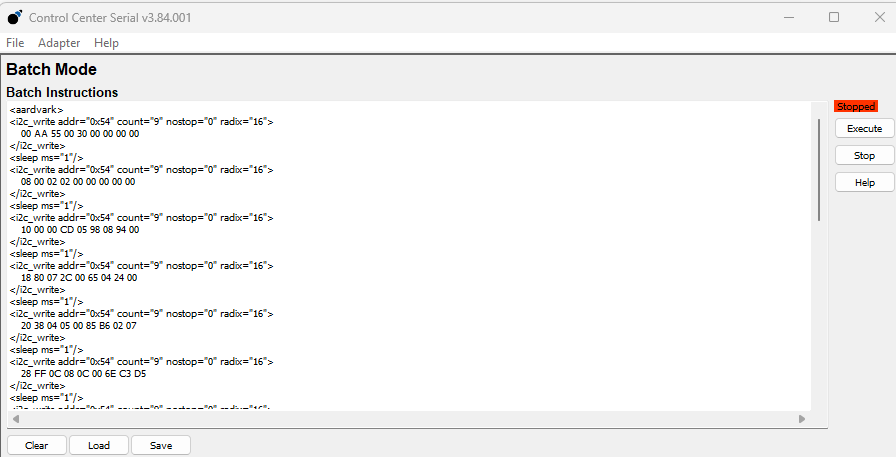 Control Center Serial v3.84.001
File Adapter Help
Batch Mode
Batch Instructions
<aardvark>
<i2c_write addr="0x54" count="9" nostop="0" radix="16">
00 AA 55 00 30 00 00 00 00
</i2c_write>
<sleep ms="1"/>
<i2c_write addr="0x54" count="9" nostop="0" radix="16">
08 00 02 02 00 00 00 00 00
</i2c_write>
<sleep ms="1"/>
<i2c_write addr="0x54" count="9" nostop="0" radix="16">
10 00 00 CD 05 98 08 94 00
</i2c_write>
<sleep ms="1"/>
<i2c_write addr="0x54" count="9" nostop="0" radix="16">
18 80 07 2C 00 65 04 24 00
</i2c_write>
<sleep ms="1"/>
<i2c_write addr="0x54" count="9" nostop="0" radix="16">
20 38 04 05 00 85 B6 02 07
</i2c_write>
<sleep ms="1"/>
<i2c_write addr="0x54" count="9" nostop="0" radix="16">
28 FF 0C 08 0C 00 6E C3 D5
</i2c_write>
<sleep ms="1"/>
<i2c_write addr="0x54" count="9" nostop="0" radix="16">
Stopped
Execute
Stop
Help
Clear Load Save